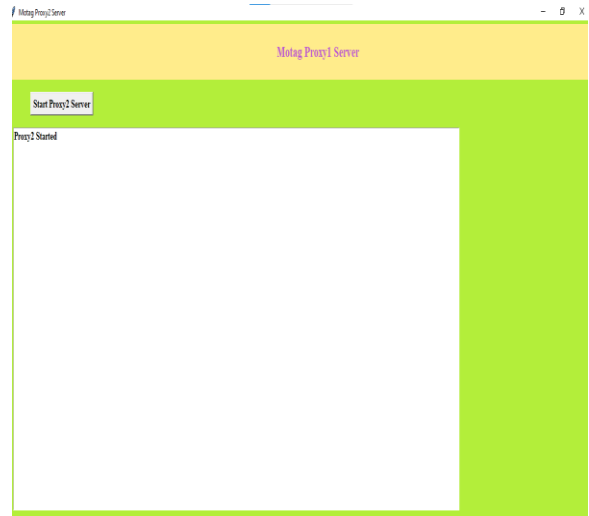 Motag Proxy2 Server
Motag Proxy1 Server
Start Proxy2 Server
Proxy2 Started